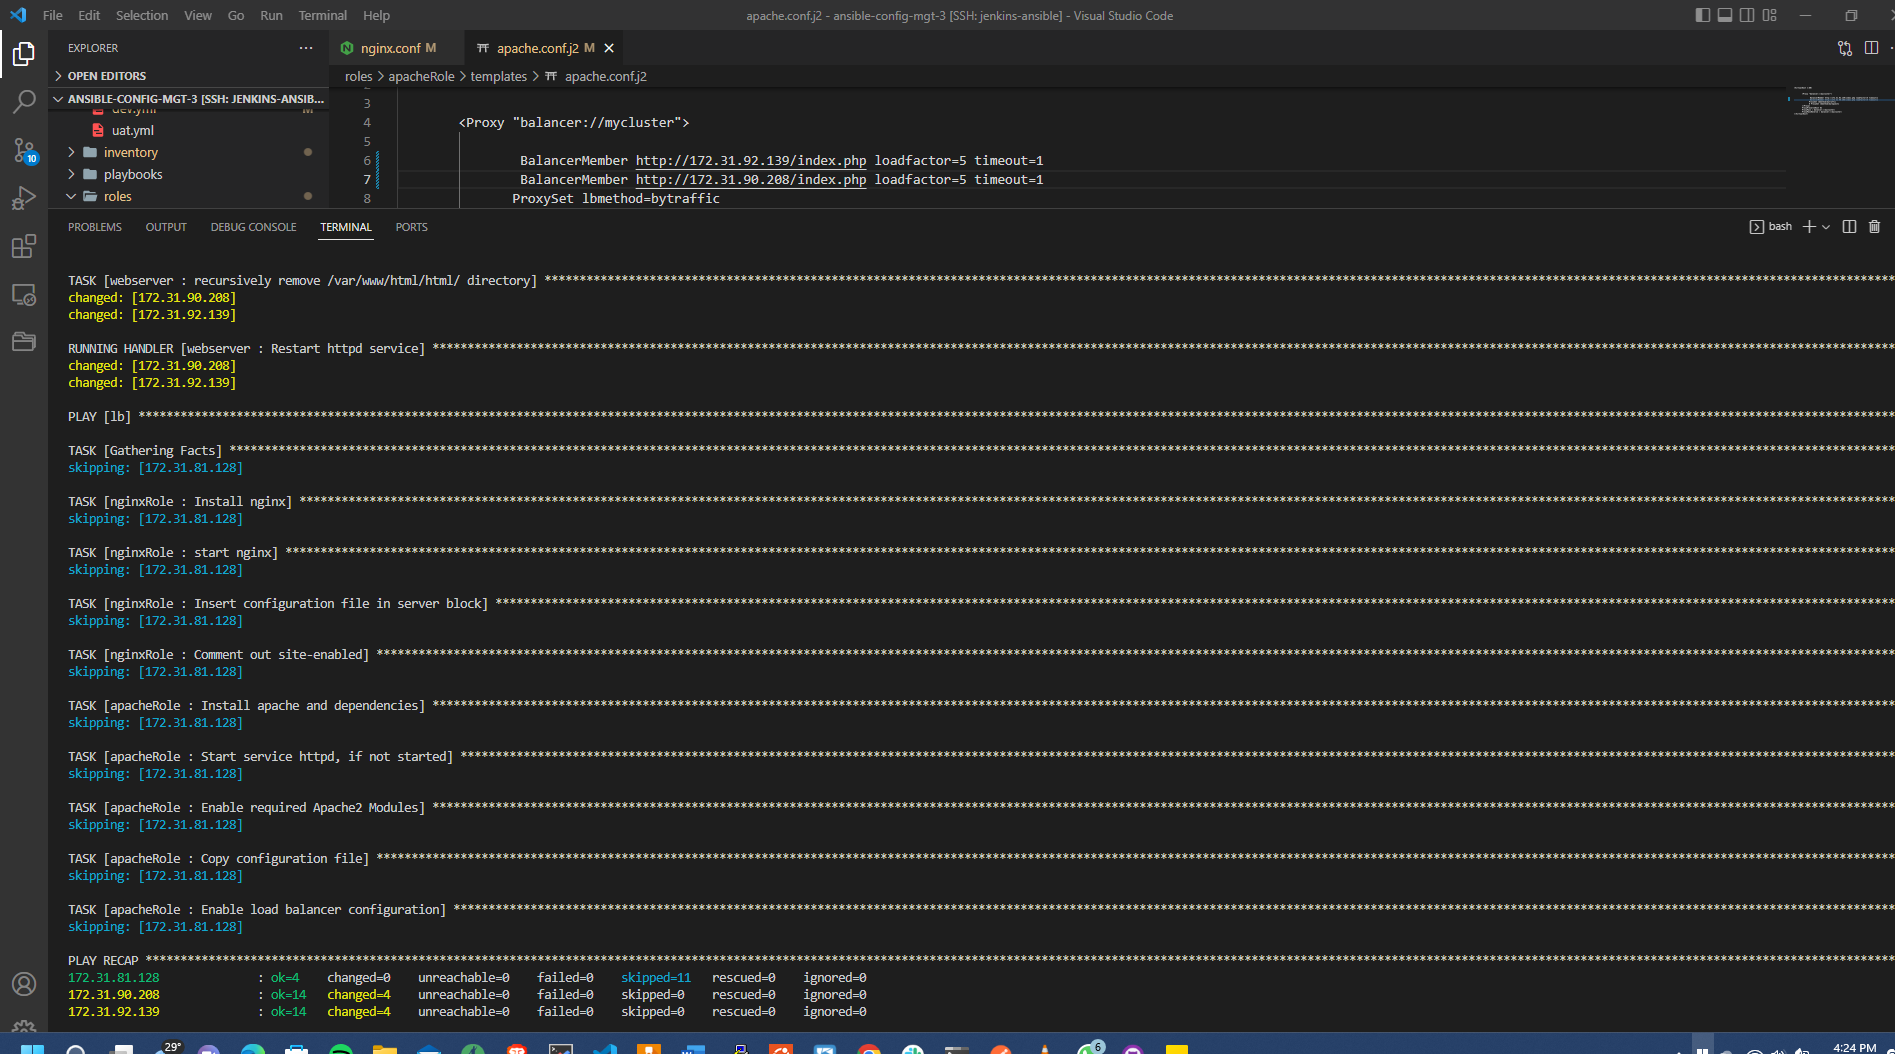 File Edit Selection View Go Run Terminal Help
apache.conf.j2 - ansible-config-mgt-3 [SSH: jenkins-ansible] - Visual Studio Code
EXPLORER
OPEN EDITORS
ANSIBLE-CONFIG-MGT-3 [SSH: JENKINS-ANSIB...
dev.yml M
uat.yml
inventory
playbooks
roles
10
nginx.conf M
apache.conf.j2 M
roles > apacheRole > templates > apache.conf.j2
2
3
4 <Proxy "balancer://mycluster">
5
6 BalancerMember http://172.31.92.139/index.php loadfactor=5 timeout=1
7 BalancerMember http://172.31.90.208/index.php loadfactor=5 timeout=1
8 ProxySet lbmethod=bytraffic
PROBLEMS OUTPUT DEBUG CONSOLE TERMINAL PORTS
bash
TASK [webserver : recursively remove /var/www/html/html/ directory] ****
changed: [172.31.90.208]
changed: [172.31.92.139]
RUNNING HANDLER [webserver : Restart httpd service] ****
changed: [172.31.90.208]
changed: [172.31.92.139]
PLAY [lb] ****
TASK [Gathering Facts] ****
skipping: [172.31.81.128]
TASK [nginxRole : Install nginx] ****
skipping: [172.31.81.128]
TASK [nginxRole : start nginx] ****
skipping: [172.31.81.128]
TASK [nginxRole : Insert configuration file in server block] ****
skipping: [172.31.81.128]
TASK [nginxRole : Comment out site-enabled] ****
skipping: [172.31.81.128]
TASK [apacheRole : Install apache and dependencies] ****
skipping: [172.31.81.128]
TASK [apacheRole : Start service httpd, if not started] ****
skipping: [172.31.81.128]
TASK [apacheRole : Enable required Apache2 Modules] ****
skipping: [172.31.81.128]
TASK [apacheRole : Copy configuration file] ****
skipping: [172.31.81.128]
TASK [apacheRole : Enable load balancer configuration] ****
skipping: [172.31.81.128]
PLAY RECAP ****
172.31.81.128 : ok=4 changed=0 unreachable=0 failed=0 skipped=11 rescued=0 ignored=0
172.31.90.208 : ok=14 changed=4 unreachable=0 failed=0 skipped=0 rescued=0 ignored=0
172.31.92.139 : ok=14 changed=4 unreachable=0 failed=0 skipped=0 rescued=0 ignored=0
29°
6
4:24 PM